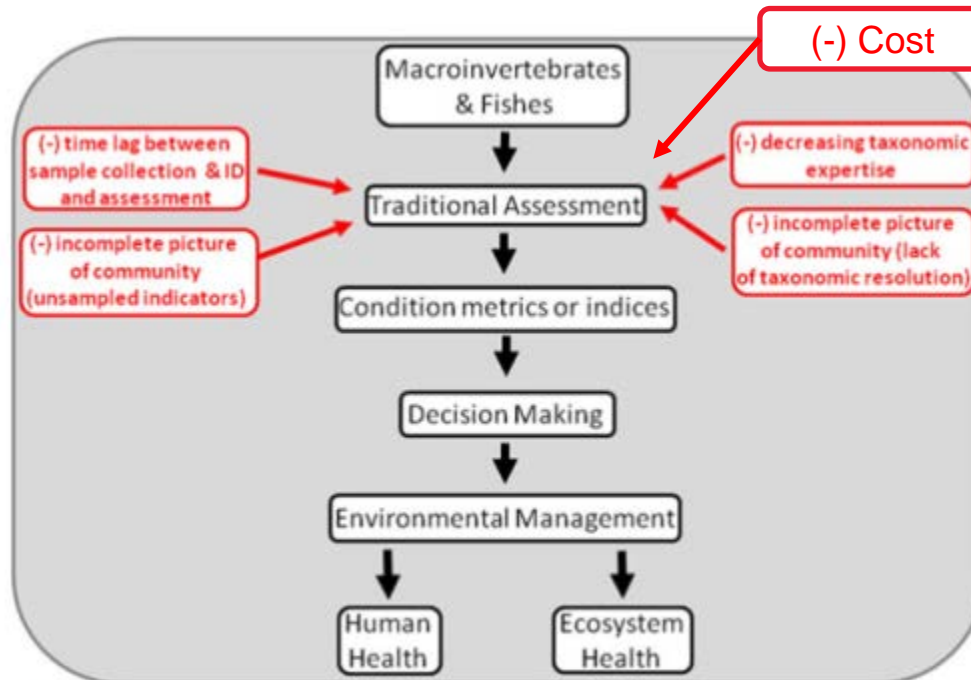 (-) Cost
Macroinvertebrates
& Fishes
(-) time lag between
sample collection & ID
and assessment
(-) decreasing taxonomic
expertise
Traditional Assessment
(-) incomplete picture
of community
(unsampled indicators)
(-) incomplete picture
of community (lack
of taxonomic resolution)
Condition metrics or indices
Decision Making
Environmental Management
Human
Health
Ecosystem
Health